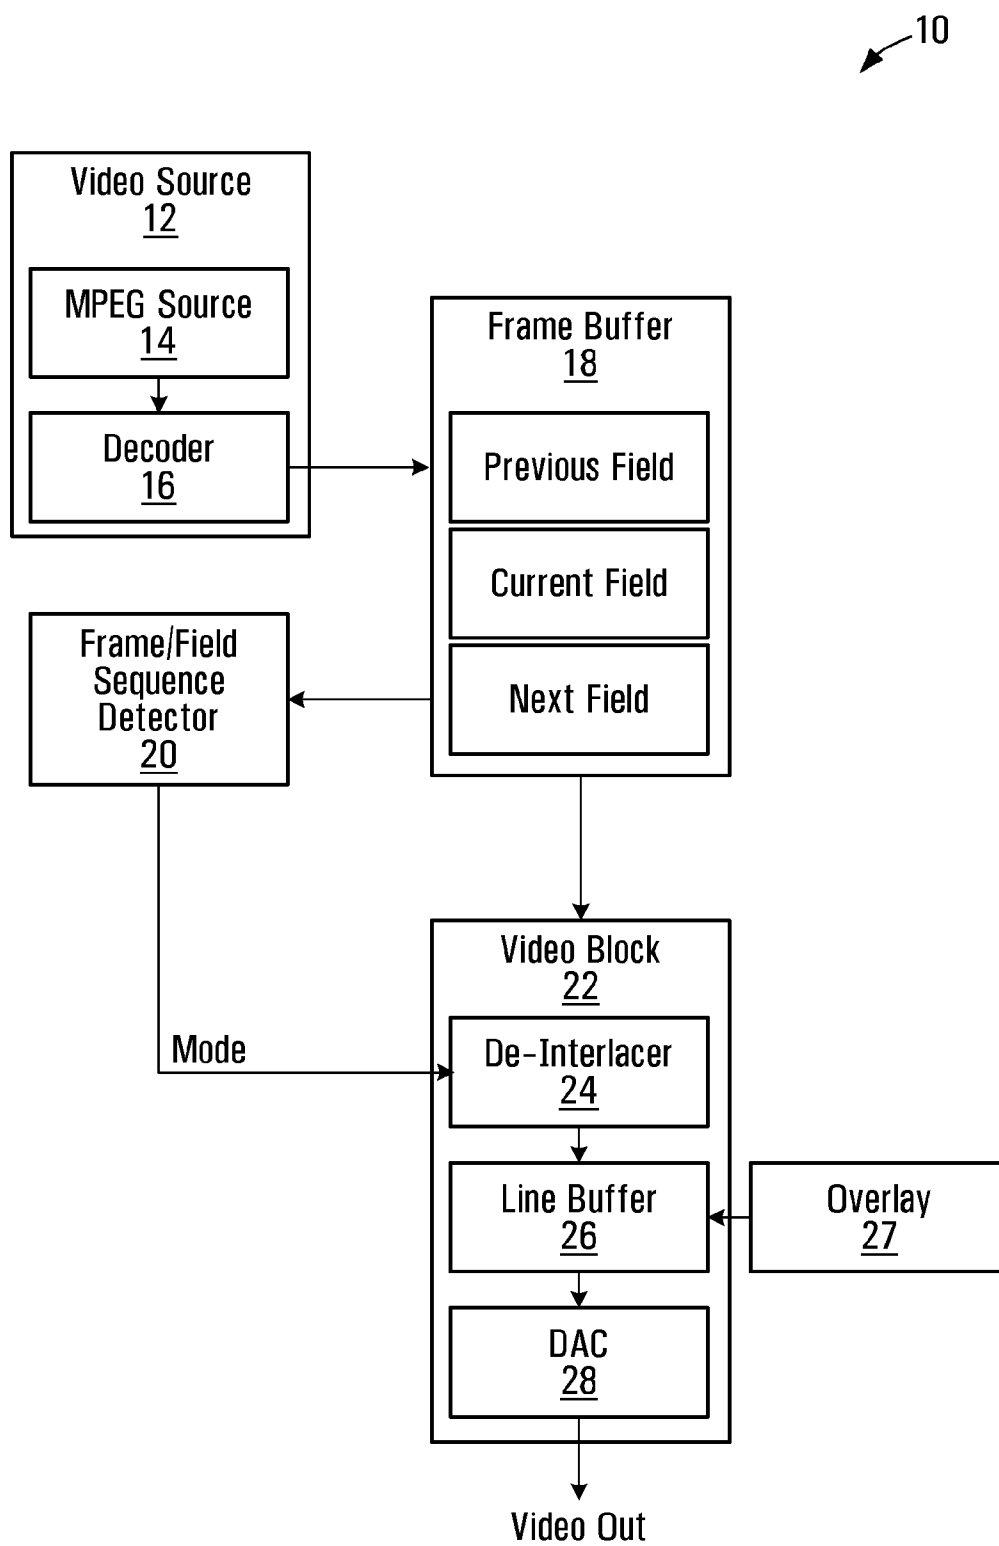 10
Video Source
12
MPEG Source
14
Decoder
16
Frame Buffer
18
Previous Field
Current Field
Next Field
Frame/Field
Sequence
Detector
20
Video Block
22
Mode
De-Interlacer
24
Line Buffer
26
Overlay
27
DAC
28
Video Out